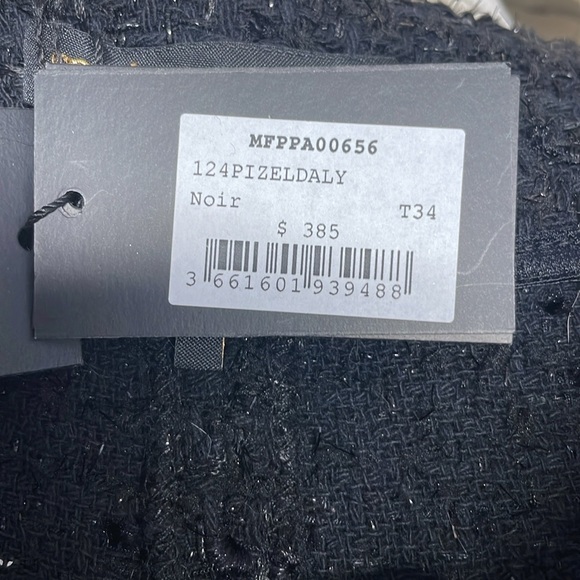 MFPPA00656
124PIZELDALY
Noir
T34
$ 385
3 661601 939488